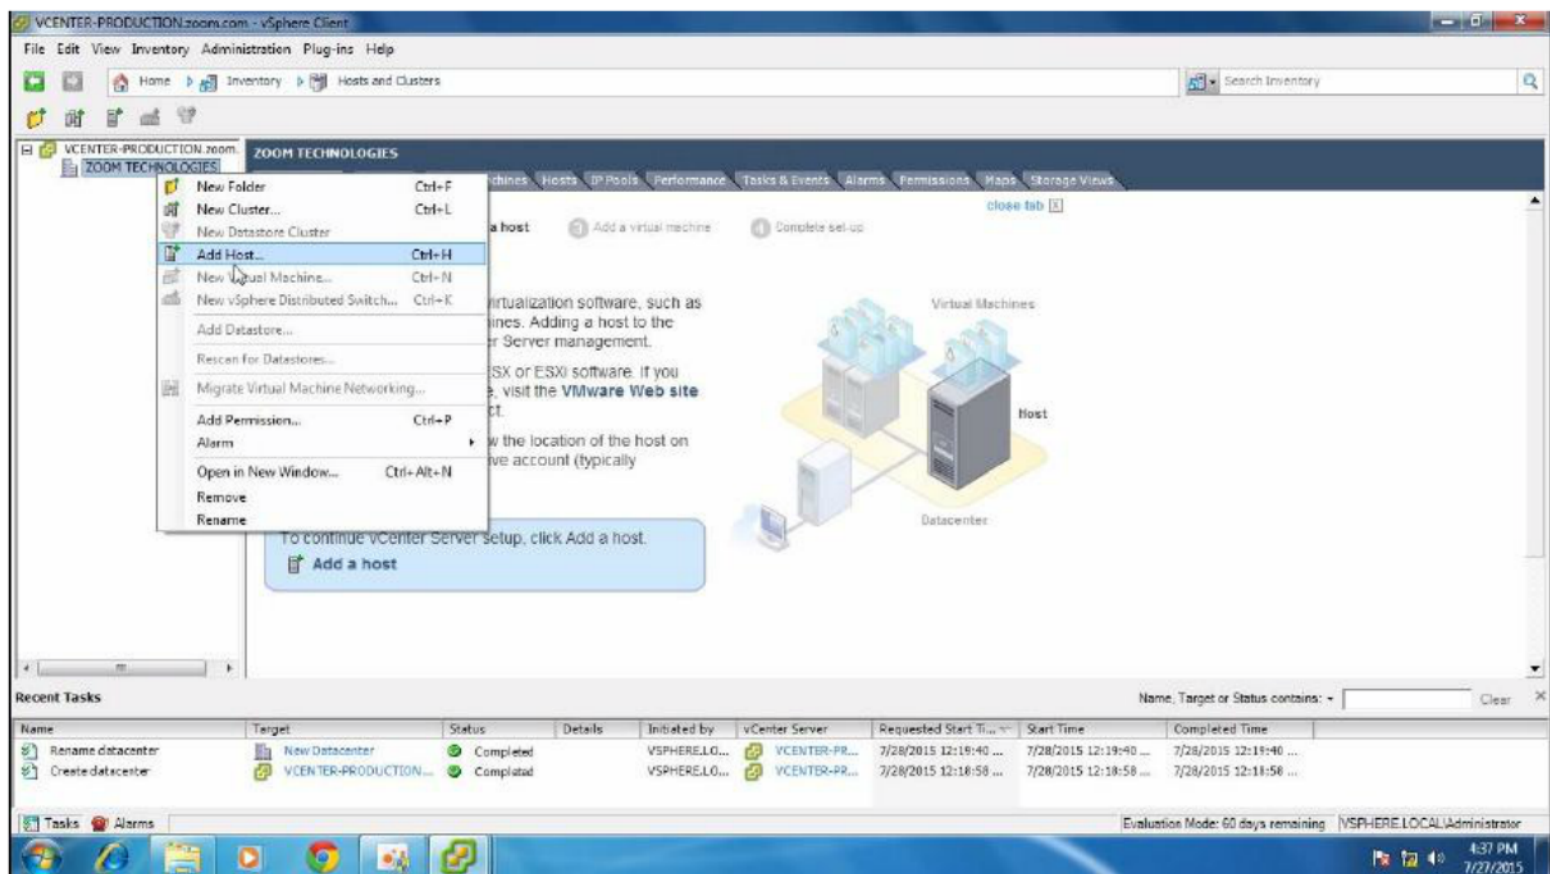 VCENTER-PRODUCTION.zoom.com - vSphere Client
File Edit View Inventory Administration Plug-ins Help
Home Inventory Hosts and Clusters
Search Inventory
VCENTER-PRODUCTION.zoom.
ZOOM TECHNOLOGIES
ZOOM TECHNOLOGIES
chines Hosts IP Pools Performance Tasks & Events Alarms Permissions Maps Storage Views
close tab
New Folder Ctrl+F
New Cluster... Ctrl+L
New Datastore Cluster
Add Host... Ctrl+H
New Virtual Machine... Ctrl+N
New vSphere Distributed Switch... Ctrl+K
Add Datastore...
Rescan for Datastores...
Migrate Virtual Machine Networking...
Add Permission... Ctrl+P
Alarm
Open in New Window... Ctrl+Alt+N
Remove
Rename
a host 3 Add a virtual machine 4 Complete set-up
irtualization software, such as
ines. Adding a host to the
er Server management.
SX or ESXi software. If you
e, visit the VMware Web site
ct.
w the location of the host on
ive account (typically
To continue vCenter Server setup, click Add a host.
Add a host
Virtual Machines
Host
Datacenter
Recent Tasks
Name, Target or Status contains: Clear
Name Target Status Details Initiated by vCenter Server Requested Start Ti... Start Time Completed Time
Rename datacenter New Datacenter Completed VSPHERE.LO... VCENTER-PR... 7/28/2015 12:19:40 ... 7/28/2015 12:19:40 ... 7/28/2015 12:19:40 ...
Create datacenter VCENTER-PRODUCTION... Completed VSPHERE.LO... VCENTER-PR... 7/28/2015 12:18:58 ... 7/28/2015 12:18:58 ... 7/28/2015 12:18:58 ...
Tasks Alarms
Evaluation Mode: 60 days remaining VSPHERE.LOCAL\Administrator
4:37 PM
7/27/2015